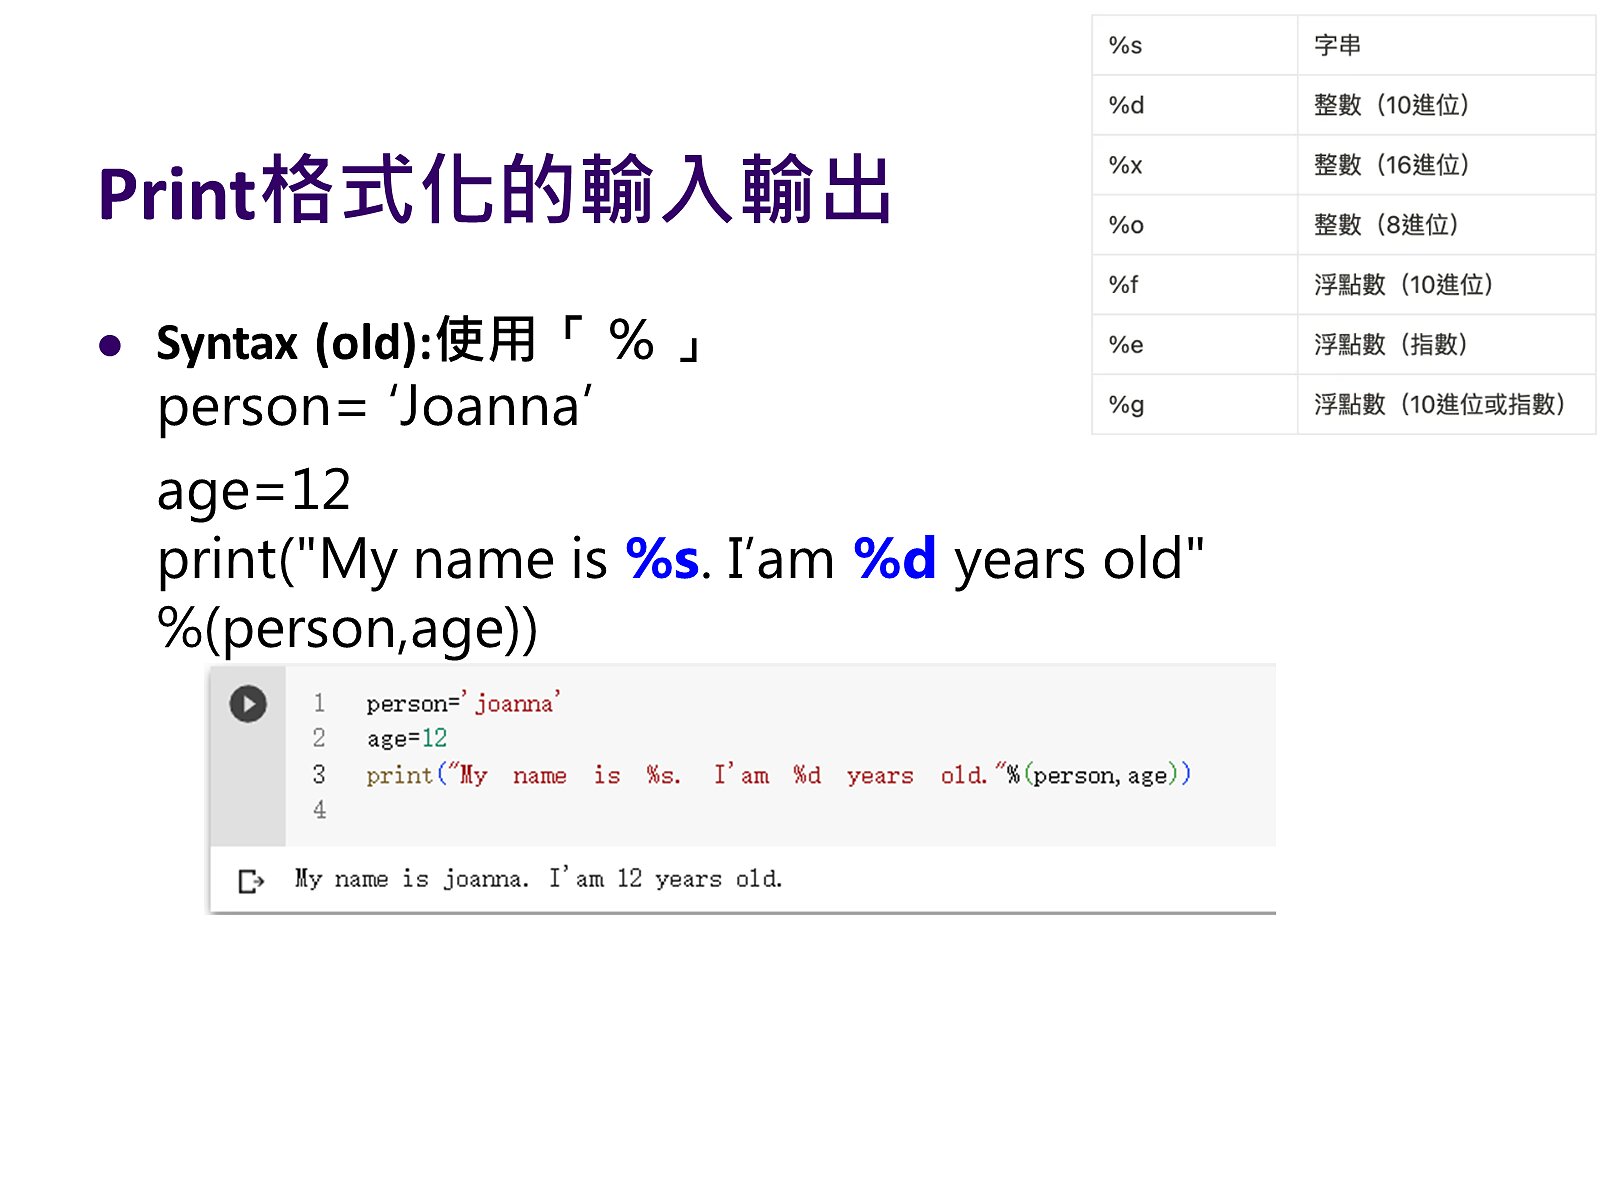 %s 字串
%d 整數（10進位）
%x 整數（16進位）
%o 整數（8進位）
%f 浮點數（10進位）
%e 浮點數（指數）
%g 浮點數（10進位或指數）
Print格式化的輸入輸出
● Syntax (old):使用「 % 」
person= ‘Joanna’
age=12
print("My name is %s. I’am %d years old"
%(person,age))
1 person='joanna'
2 age=12
3 print("My name is %s. I'am %d years old."%(person,age))
4
My name is joanna. I'am 12 years old.